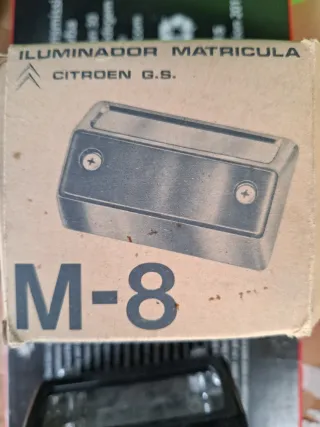 ILUMINADOR MATRICULA
CITROEN G.S.
M-8